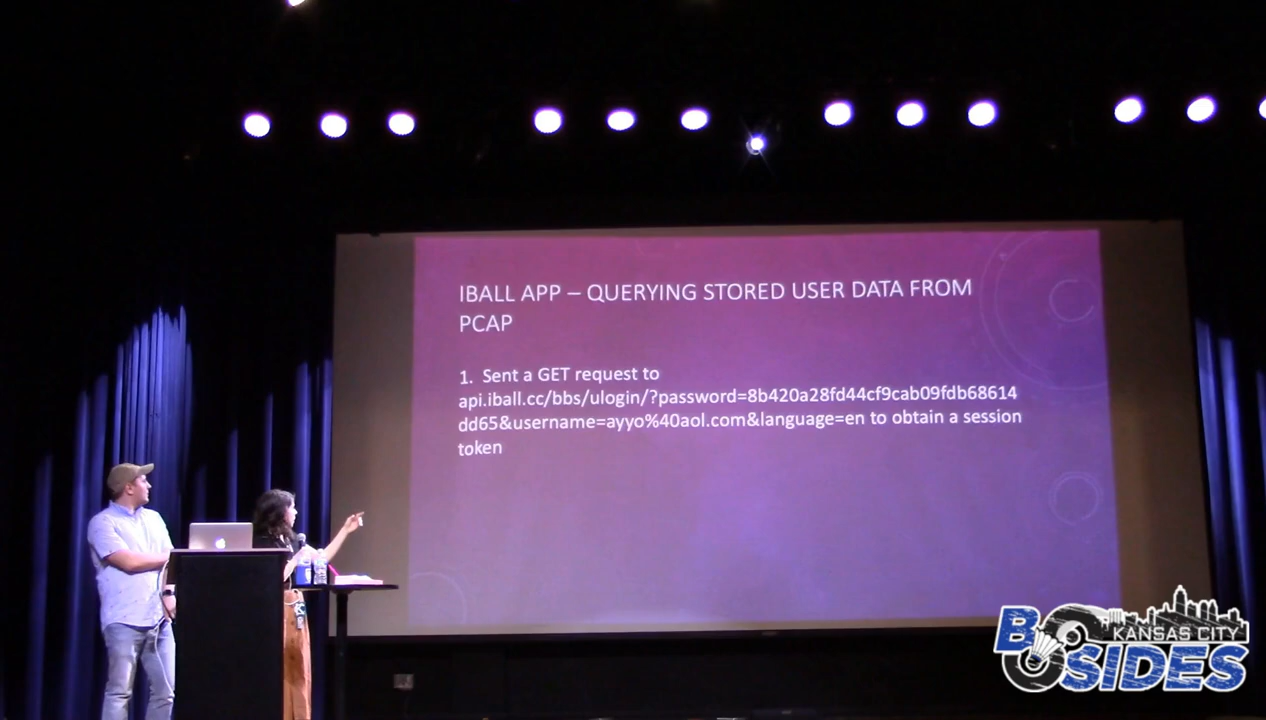 IBALL APP – QUERYING STORED USER DATA FROM
PCAP
1. Sent a GET request to
api.iball.cc/bbs/ulogin/?password=8b420a28fd44cf9cab09fdb68614
dd65&username=ayyo%40aol.com&language=en to obtain a session
token
B KANSAS CITY
SIDES